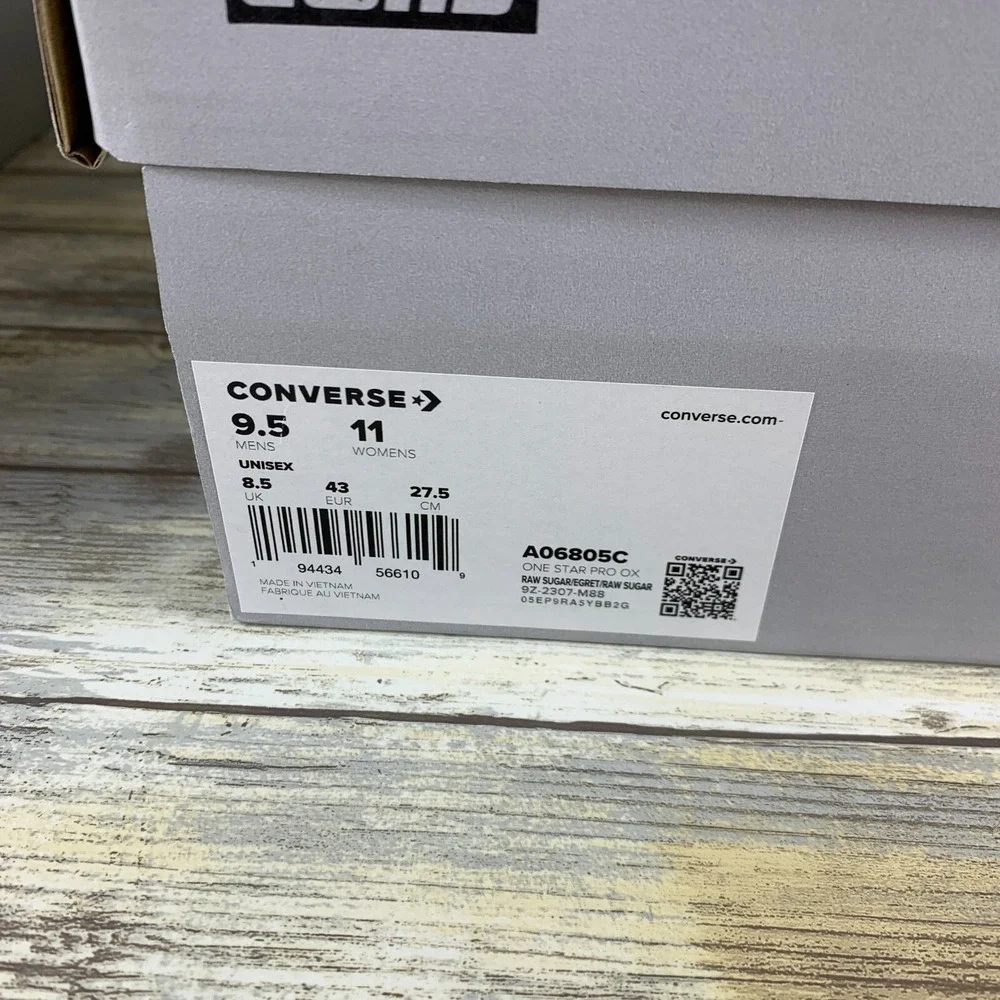 CONVERSE
converse.com
9.5 11
MENS WOMENS
UNISEX
8.5 43 27.5
UK EUR CM
1 94434 56610 9
MADE IN VIETNAM
FABRIQUE AU VIETNAM
A06805C
ONE STAR PRO OX
RAW SUGAR/EGRET/RAW SUGAR
9Z-2307-M88
05EP9RA5YBB2G
CONVERSE